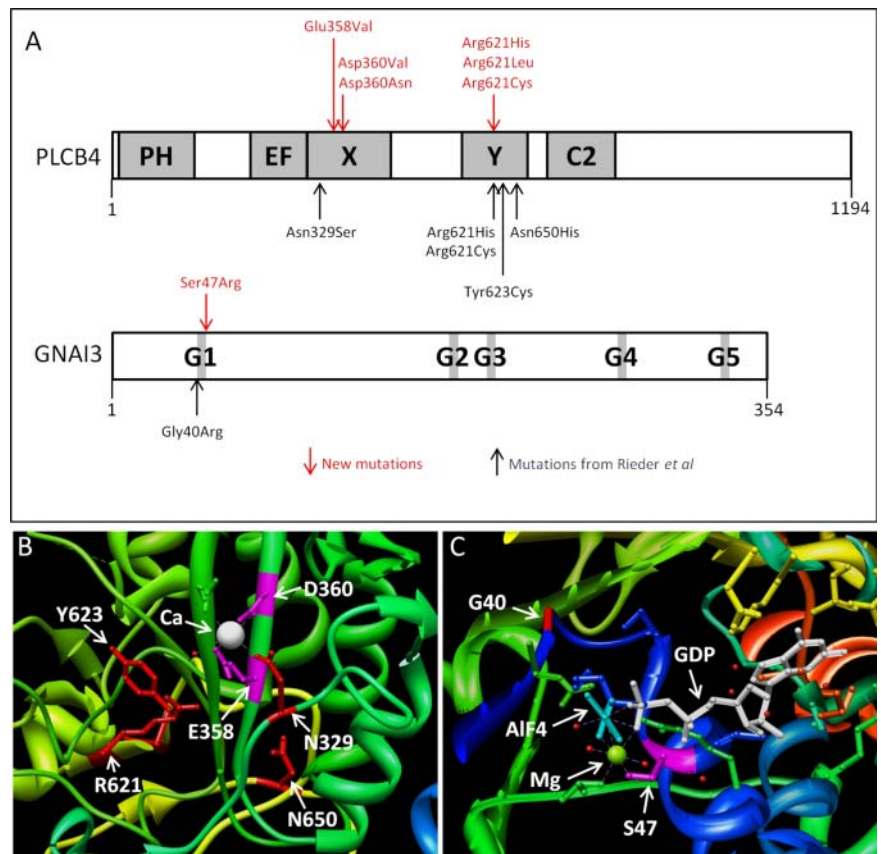 A
Glu358Val
Asp360Val
Asp360Asn
Arg621His
Arg621Leu
Arg621Cys
PLCB4
PH
EF
X
Y
C2
1
1194
Asn329Ser
Arg621His
Arg621Cys
Asn650His
Tyr623Cys
Ser47Arg
GNAI3
G1
G2
G3
G4
G5
1
354
Gly40Arg
New mutations
Mutations from Rieder et al
B
D360
Y623
Ca
E358
N329
R621
N650
C
G40
GDP
AlF4
Mg
S47